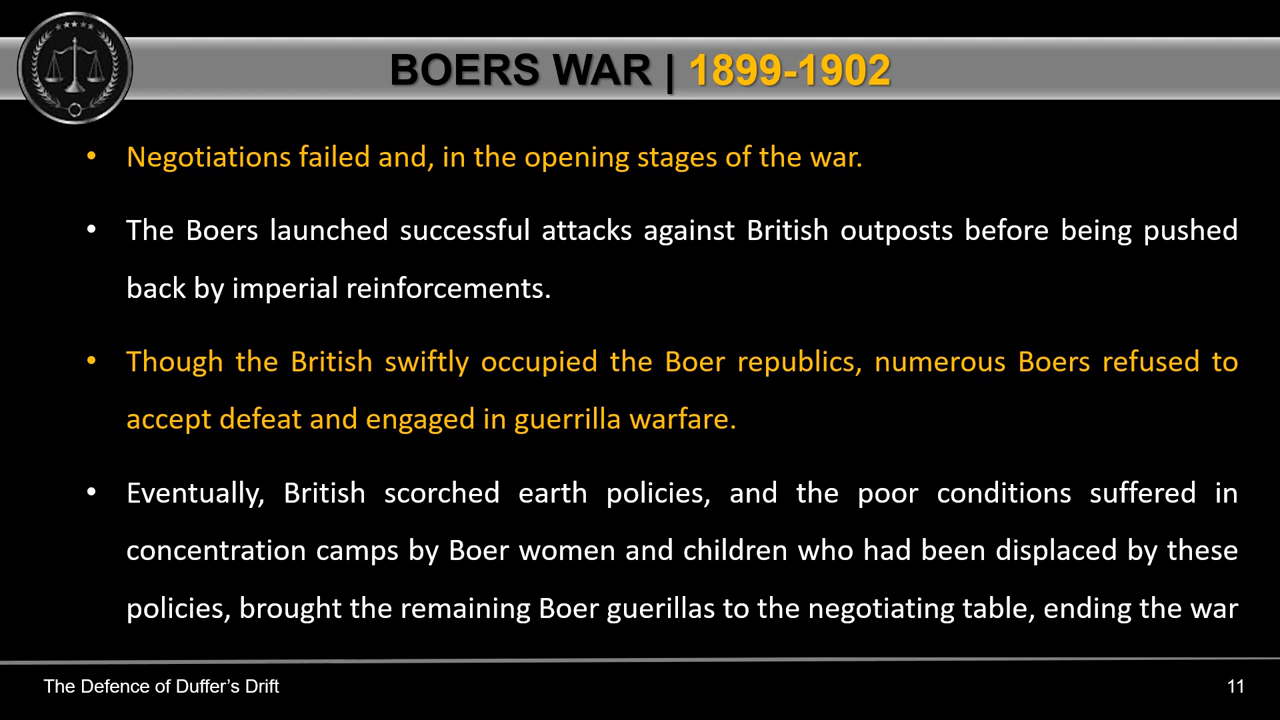 BOERS WAR | 1899-1902
• Negotiations failed and, in the opening stages of the war.
• The Boers launched successful attacks against British outposts before being pushed
back by imperial reinforcements.
• Though the British swiftly occupied the Boer republics, numerous Boers refused to
accept defeat and engaged in guerrilla warfare.
• Eventually, British scorched earth policies, and the poor conditions suffered in
concentration camps by Boer women and children who had been displaced by these
policies, brought the remaining Boer guerillas to the negotiating table, ending the war
The Defence of Duffer’s Drift
11